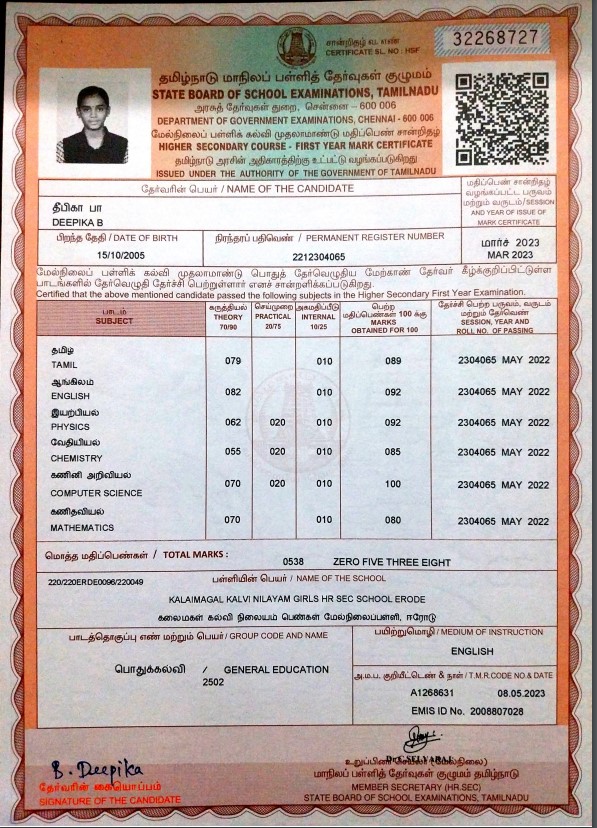 சான்றிதழ் வ. எண்
CERTIFICATE SL, NO : HSF
32268727
தமிழ்நாடு மாநிலப் பள்ளித் தேர்வுகள் குழுமம்
STATE BOARD OF SCHOOL EXAMINATIONS, TAMILNADU
அரசுத் தேர்வுகள் துறை, சென்னை – 600 006
DEPARTMENT OF GOVERNMENT EXAMINATIONS, CHENNAI - 600 006
மேல்நிலைப் பள்ளிக் கல்வி முதலாமாண்டு மதிப்பெண் சான்றிதழ்
HIGHER SECONDARY COURSE - FIRST YEAR MARK CERTIFICATE
தமிழ்நாடு அரசின் அதிகாரத்திற்கு உட்பட்டு வழங்கப்படுகிறது
ISSUED UNDER THE AUTHORITY OF THE GOVERNMENT OF TAMILNADU
தேர்வரின் பெயர் / NAME OF THE CANDIDATE
மதிப்பெண் சான்றிதழ் வழங்கப்பட்ட பருவம் மற்றும் வருடம்/SESSION AND YEAR OF ISSUE OF MARK CERTIFICATE
தீபிகா பா
DEEPIKA B
பிறந்த தேதி / DATE OF BIRTH
நிரந்தரப் பதிவெண் / PERMANENT REGISTER NUMBER
மார்ச் 2023
15/10/2005
2212304065
MAR 2023
மேல்நிலைப் பள்ளிக் கல்வி முதலாமாண்டு பொதுத் தேர்வெழுதிய மேற்காண் தேர்வர் கீழ்க்குறிப்பிட்டுள்ள
பாடங்களில் தேர்வெழுதி தேர்ச்சி பெற்றுள்ளார் எனச் சான்றளிக்கப்படுகிறது.
Certified that the above mentioned candidate passed the following subjects in the Higher Secondary First Year Examination.
பாடம் SUBJECT
கருத்தியல் THEORY 70/90
செய்முறை PRACTICAL 20/75
அகமதிப்பீடு INTERNAL 10/25
பெற்ற மதிப்பெண்கள் 100 க்கு MARKS OBTAINED FOR 100
தேர்ச்சி பெற்ற பருவம், வருடம் மற்றும் தேர்வெண் SESSION, YEAR AND ROLL NO. OF PASSING
தமிழ்
TAMIL 079 010 089 2304065 MAY 2022
ஆங்கிலம்
ENGLISH 082 010 092 2304065 MAY 2022
இயற்பியல்
PHYSICS 062 020 010 092 2304065 MAY 2022
வேதியியல்
CHEMISTRY 055 020 010 085 2304065 MAY 2022
கணினி அறிவியல்
COMPUTER SCIENCE 070 020 010 100 2304065 MAY 2022
கணிதவியல்
MATHEMATICS 070 010 080 2304065 MAY 2022
மொத்த மதிப்பெண்கள் / TOTAL MARKS : 0538 ZERO FIVE THREE EIGHT
220/220ERDE0096/220049
பள்ளியின் பெயர் / NAME OF THE SCHOOL
KALAIMAGAL KALVI NILAYAM GIRLS HR SEC SCHOOL ERODE
கலைமகள் கல்வி நிலையம் பெண்கள் மேல்நிலைப்பள்ளி, ஈரோடு
பாடத்தொகுப்பு எண் மற்றும் பெயர் / GROUP CODE AND NAME
பயிற்றுமொழி / MEDIUM OF INSTRUCTION
ENGLISH
பொதுக்கல்வி / GENERAL EDUCATION
2502
அ.ம.ப. குறியீட்டெண் & நாள் / T.M.R.CODE NO.& DATE
A1268631 08.05.2023
EMIS ID No. 2008807028
B. Deepika
தேர்வரின் கையொப்பம்
SIGNATURE OF THE CANDIDATE
மாநிலப் பள்ளித் தேர்வுகள் குழுமம் தமிழ்நாடு
MEMBER SECRETARY (HR.SEC)
STATE BOARD OF SCHOOL EXAMINATIONS, TAMILNADU